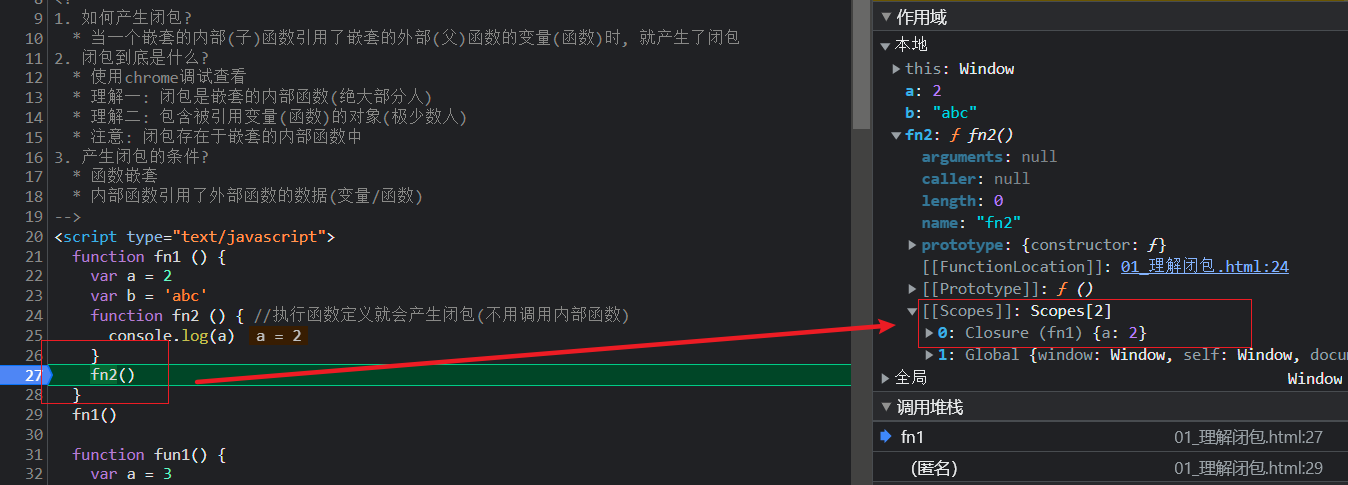 9 1. 如何产生闭包?
10 * 当一个嵌套的内部(子)函数引用了嵌套的外部(父)函数的变量(函数)时, 就产生了闭包
11 2. 闭包到底是什么?
12 * 使用chrome调试查看
13 * 理解一: 闭包是嵌套的内部函数(绝大部分人)
14 * 理解二: 包含被引用变量(函数)的对象(极少数人)
15 * 注意: 闭包存在于嵌套的内部函数中
16 3. 产生闭包的条件?
17 * 函数嵌套
18 * 内部函数引用了外部函数的数据(变量/函数)
19 -->
20 <script type="text/javascript">
21 function fn1 () {
22 var a = 2
23 var b = 'abc'
24 function fn2 () { //执行函数定义就会产生闭包(不用调用内部函数)
25 console.log(a) a = 2
26 }
27 fn2()
28 }
29 fn1()
30
31 function fun1() {
32 var a = 3
作用域
本地
this: Window
a: 2
b: "abc"
fn2: ƒ fn2()
arguments: null
caller: null
length: 0
name: "fn2"
prototype: {constructor: ƒ}
[[FunctionLocation]]: 01_理解闭包.html:24
[[Prototype]]: ƒ ()
[[Scopes]]: Scopes[2]
0: Closure (fn1) {a: 2}
1: Global {window: Window, self: Window, docu
全局 Window
调用堆栈
fn1 01_理解闭包.html:27
(匿名) 01_理解闭包.html:29